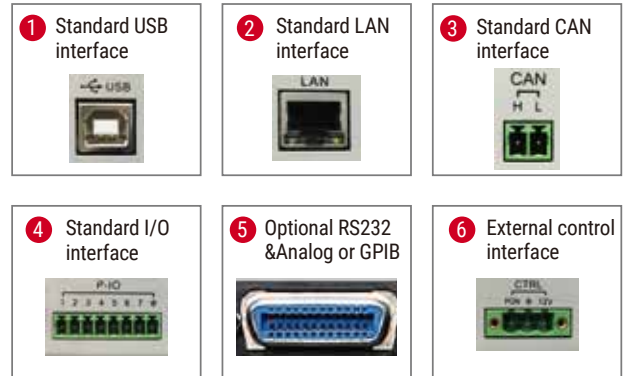 1 Standard USB
interface
USB
2 Standard LAN
interface
LAN
3 Standard CAN
interface
CAN
H L
4 Standard I/O
interface
P-IO
1 2 3 4 5 6 7
5 Optional RS232
&Analog or GPIB
6 External control
interface
CTRL
12V